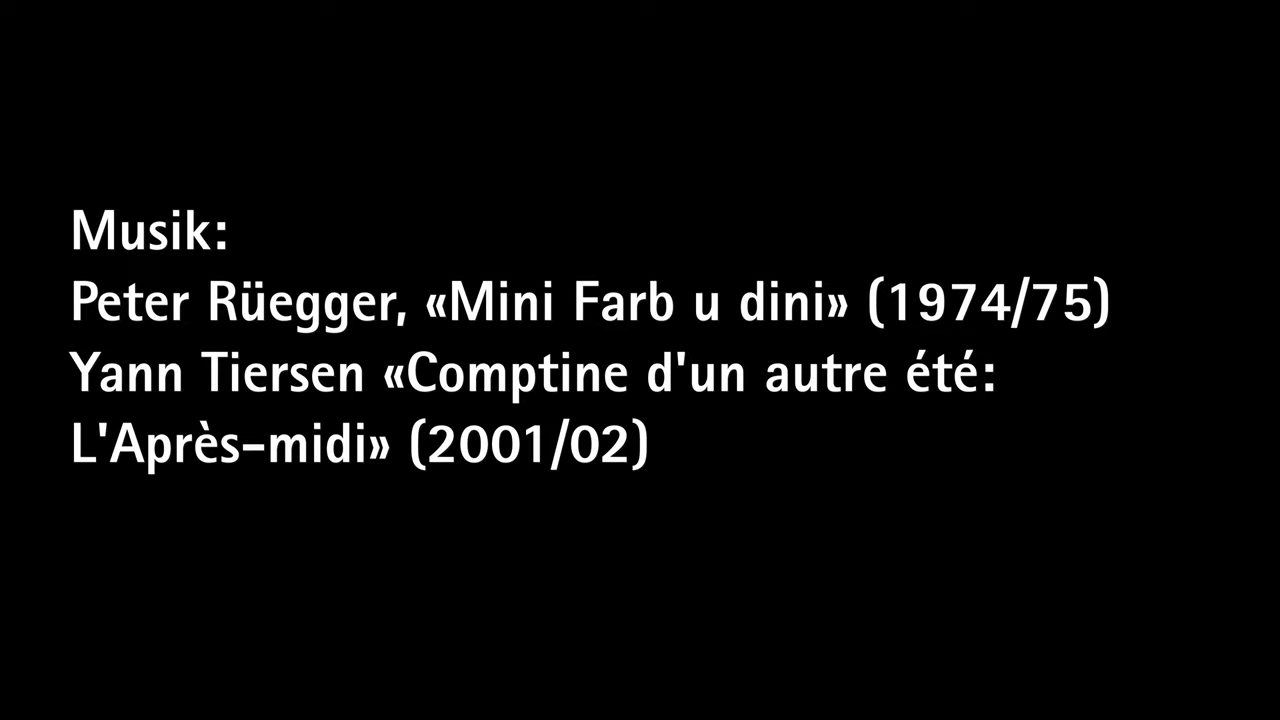 Musik:
Peter Rüegger, «Mini Farb u dini» (1974/75)
Yann Tiersen «Comptine d'un autre été:
L'Après-midi» (2001/02)